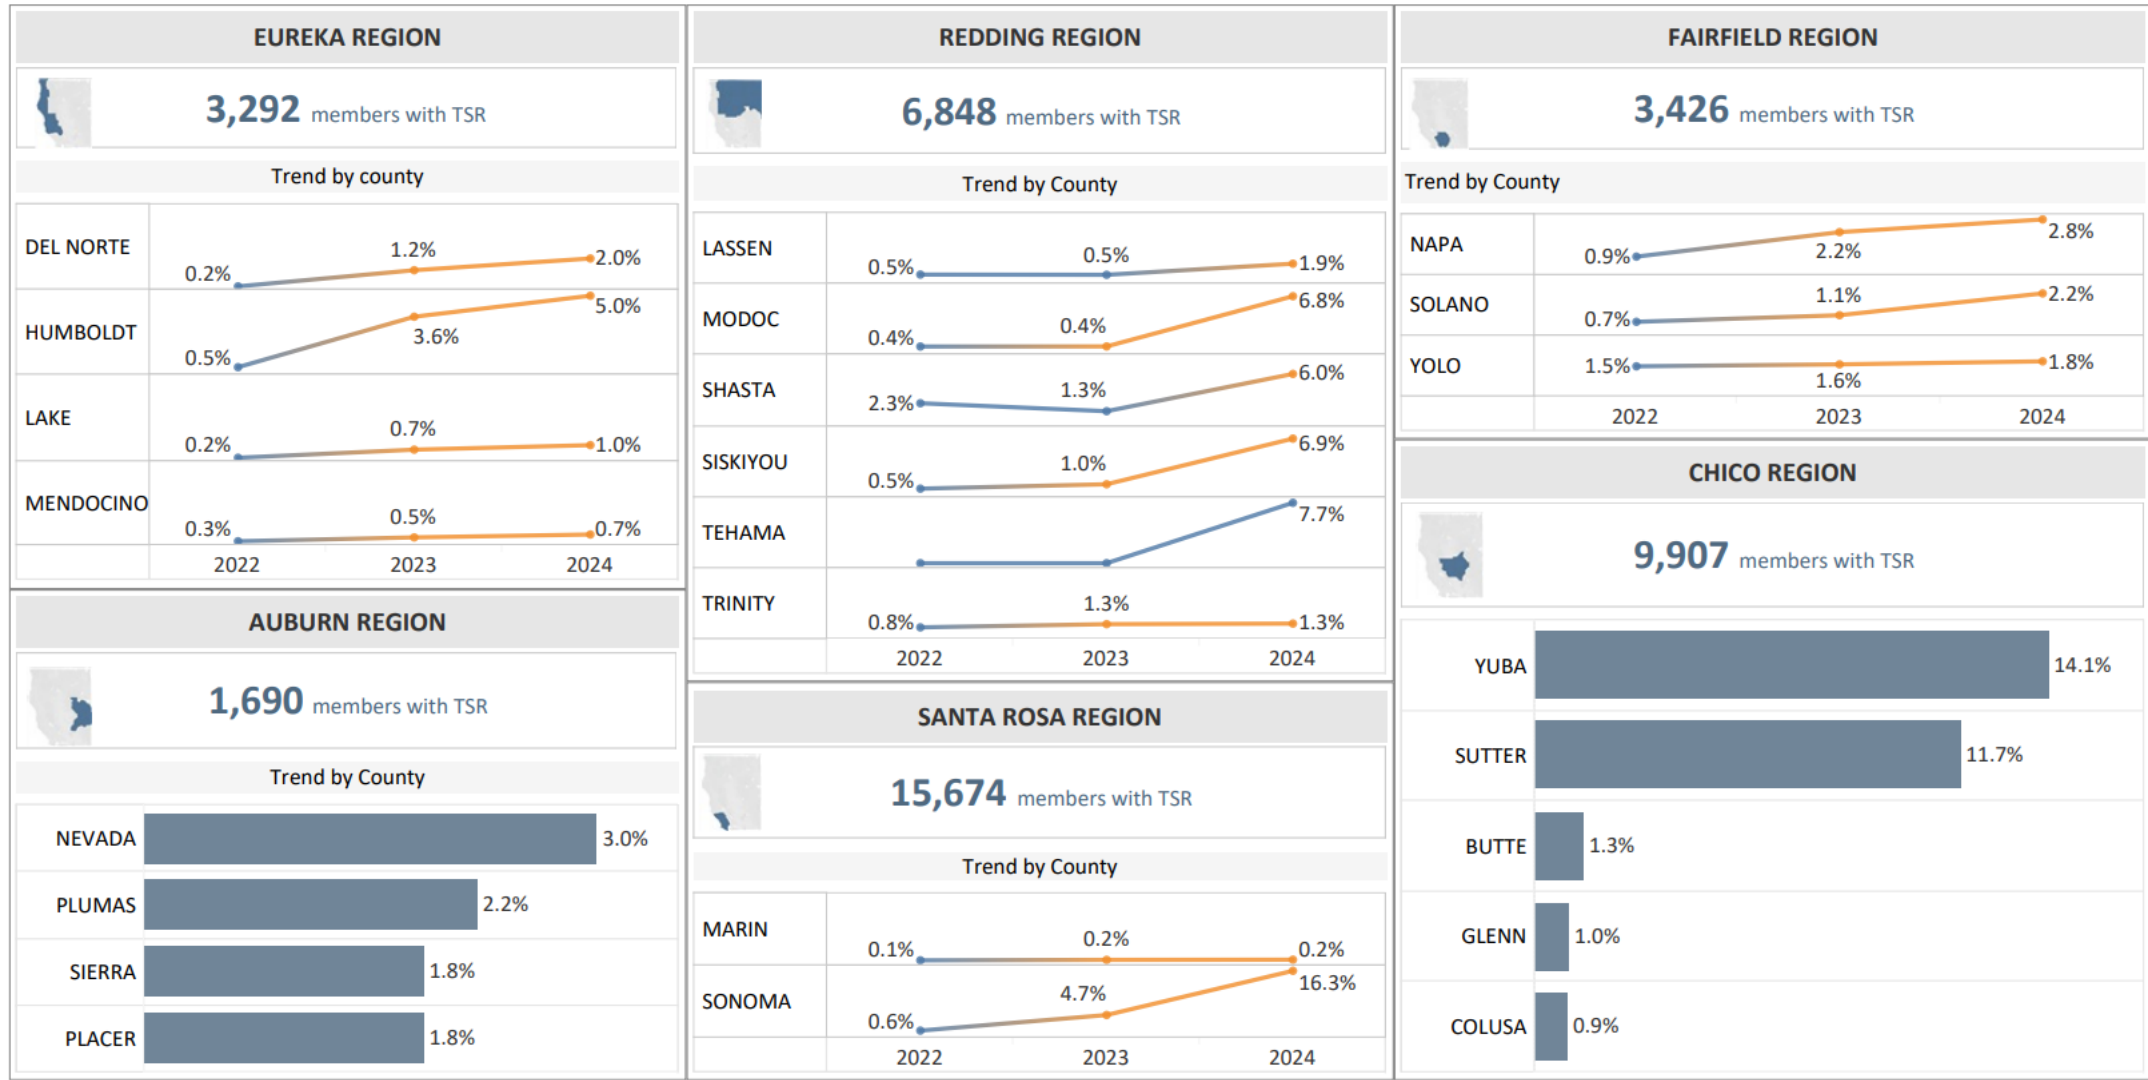 EUREKA REGION
3,292 members with TSR
Trend by county
DEL NORTE 0.2% 1.2% 2.0%
HUMBOLDT 0.5% 3.6% 5.0%
LAKE 0.2% 0.7% 1.0%
MENDOCINO 0.3% 0.5% 0.7%
2022 2023 2024
AUBURN REGION
1,690 members with TSR
Trend by County
NEVADA 3.0%
PLUMAS 2.2%
SIERRA 1.8%
PLACER 1.8%
REDDING REGION
6,848 members with TSR
Trend by County
LASSEN 0.5% 0.5% 1.9%
MODOC 0.4% 0.4% 6.8%
SHASTA 2.3% 1.3% 6.0%
SISKIYOU 0.5% 1.0% 6.9%
TEHAMA 7.7%
TRINITY 0.8% 1.3% 1.3%
2022 2023 2024
SANTA ROSA REGION
15,674 members with TSR
Trend by County
MARIN 0.1% 0.2% 0.2%
SONOMA 0.6% 4.7% 16.3%
2022 2023 2024
FAIRFIELD REGION
3,426 members with TSR
Trend by County
NAPA 0.9% 2.2% 2.8%
SOLANO 0.7% 1.1% 2.2%
YOLO 1.5% 1.6% 1.8%
2022 2023 2024
CHICO REGION
9,907 members with TSR
YUBA 14.1%
SUTTER 11.7%
BUTTE 1.3%
GLENN 1.0%
COLUSA 0.9%